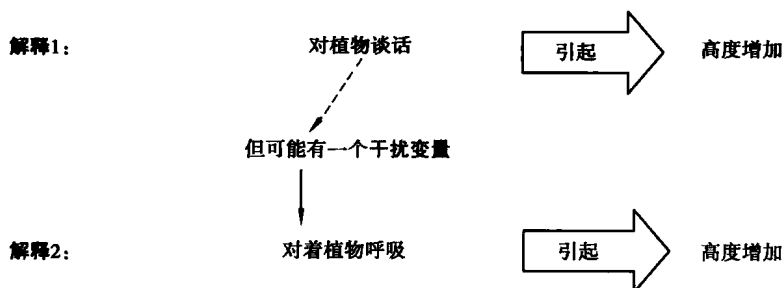 解释1： 对植物谈话 引起 高度增加
但可能有一个干扰变量
解释2： 对着植物呼吸 引起 高度增加